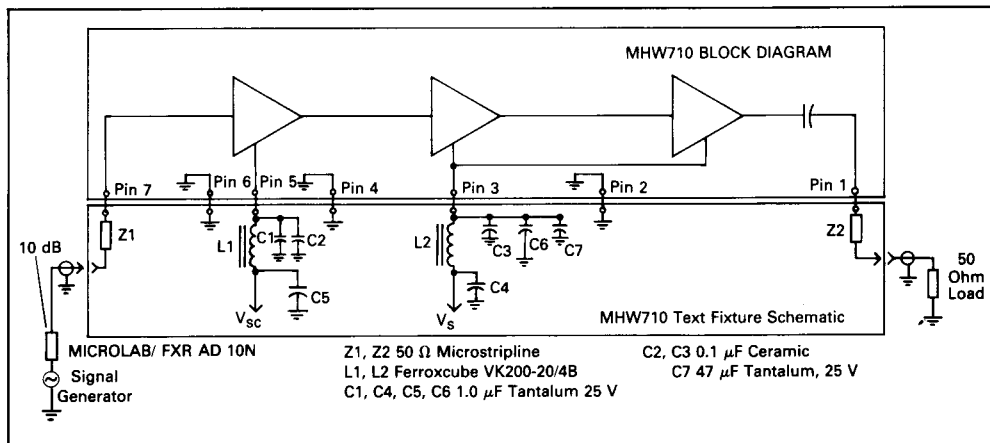 MHW710 BLOCK DIAGRAM
Pin 7
Pin 6
Pin 5
Pin 4
Pin 3
Pin 2
Pin 1
10 dB
Z1
L1
C1
C2
C5
VSC
L2
C3
C6
C7
C4
VS
Z2
50
Ohm
Load
MHW710 Text Fixture Schematic
MICROLAB/ FXR AD 10N
Signal
Generator
Z1, Z2 50 Ω Microstripline
L1, L2 Ferroxcube VK200-20/4B
C1, C4, C5, C6 1.0 μF Tantalum 25 V
C2, C3 0.1 μF Ceramic
C7 47 μF Tantalum, 25 V